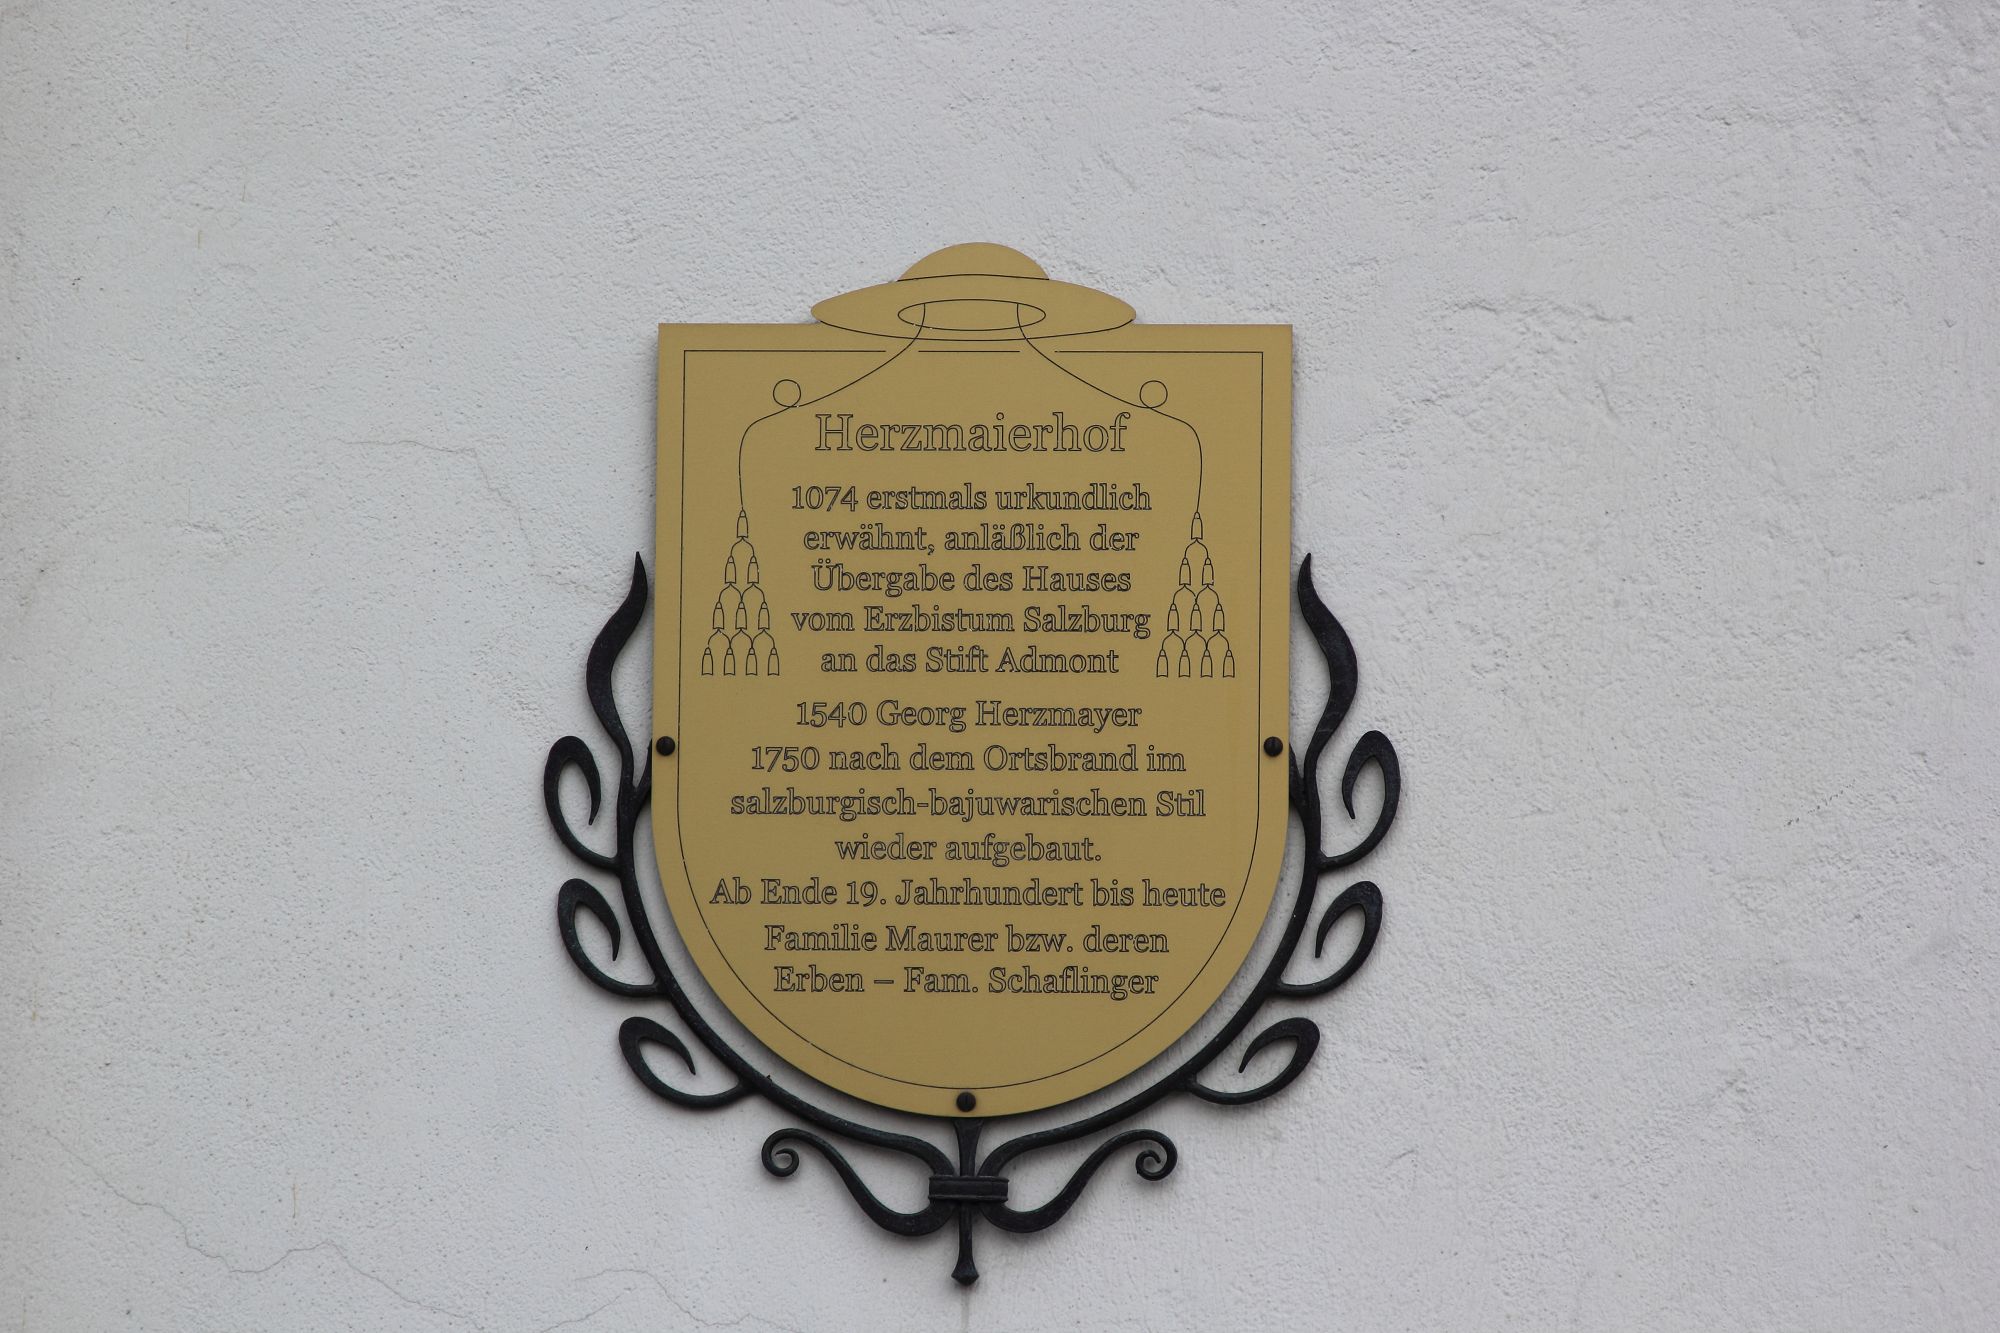 Herzmaierhof
1074 erstmals urkundlich
erwähnt, anläßlich der
Übergabe des Hauses
vom Erzbistum Salzburg
an das Stift Admont
1540 Georg Herzmayer
1750 nach dem Ortsbrand im
salzburgisch-bajuwarischen Stil
wieder aufgebaut.
Ab Ende 19. Jahrhundert bis heute
Familie Maurer bzw. deren
Erben – Fam. Schaflinger